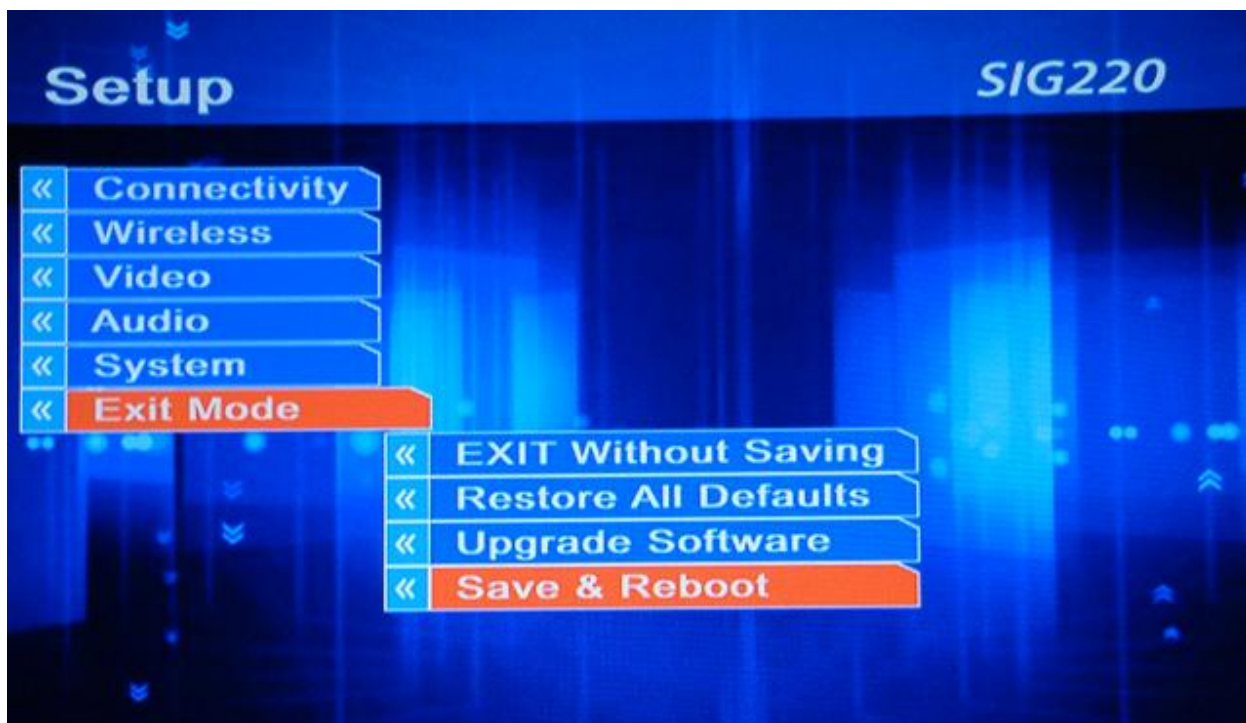 Setup
SIG220
« Connectivity
« Wireless
« Video
« Audio
« System
« Exit Mode
« EXIT Without Saving
« Restore All Defaults
« Upgrade Software
« Save & Reboot